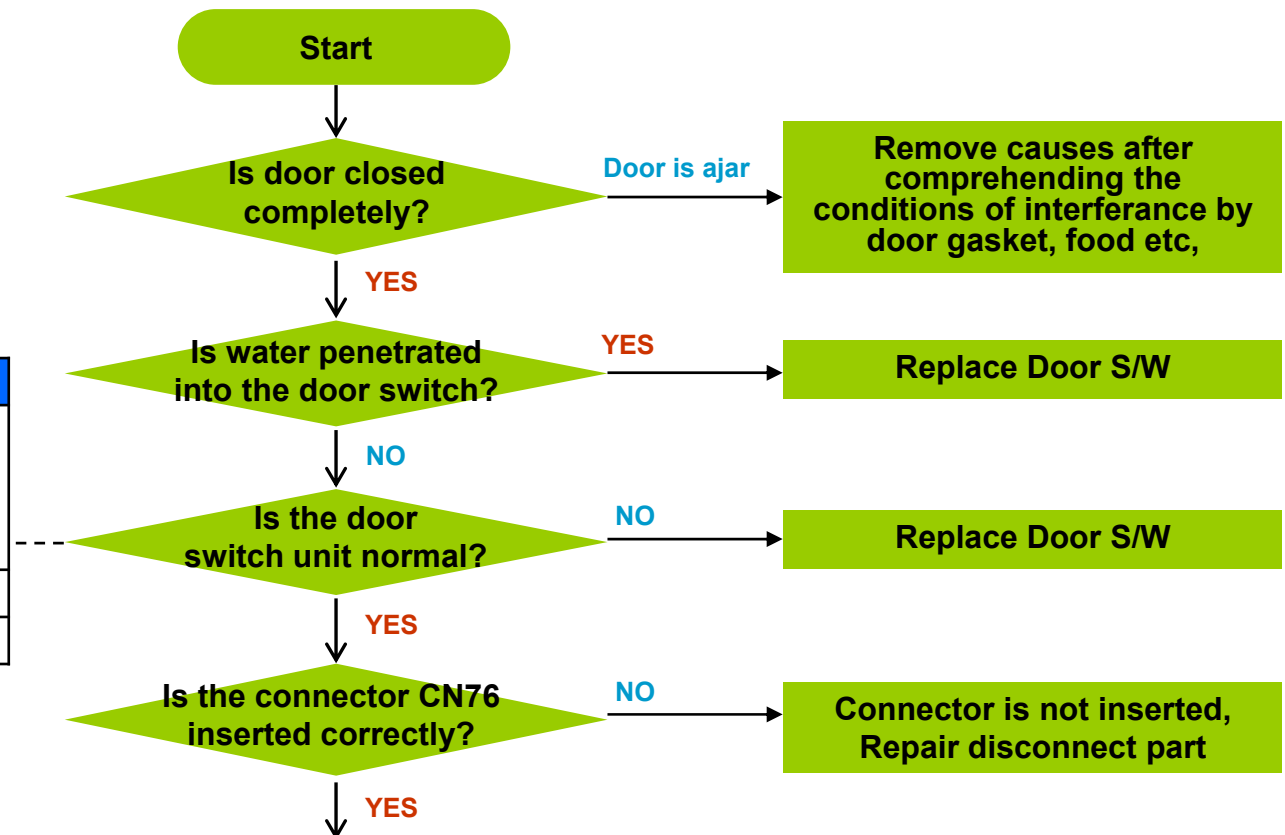 Start
Is door closed
completely?
Door is ajar
Remove causes after
comprehending the
conditions of interferance by
door gasket, food etc,
YES
Is water penetrated
into the door switch?
YES
Replace Door S/W
NO
Is the door
switch unit normal?
NO
Replace Door S/W
YES
Is the connector CN76
inserted correctly?
NO
Connector is not inserted,
Repair disconnect part
YES